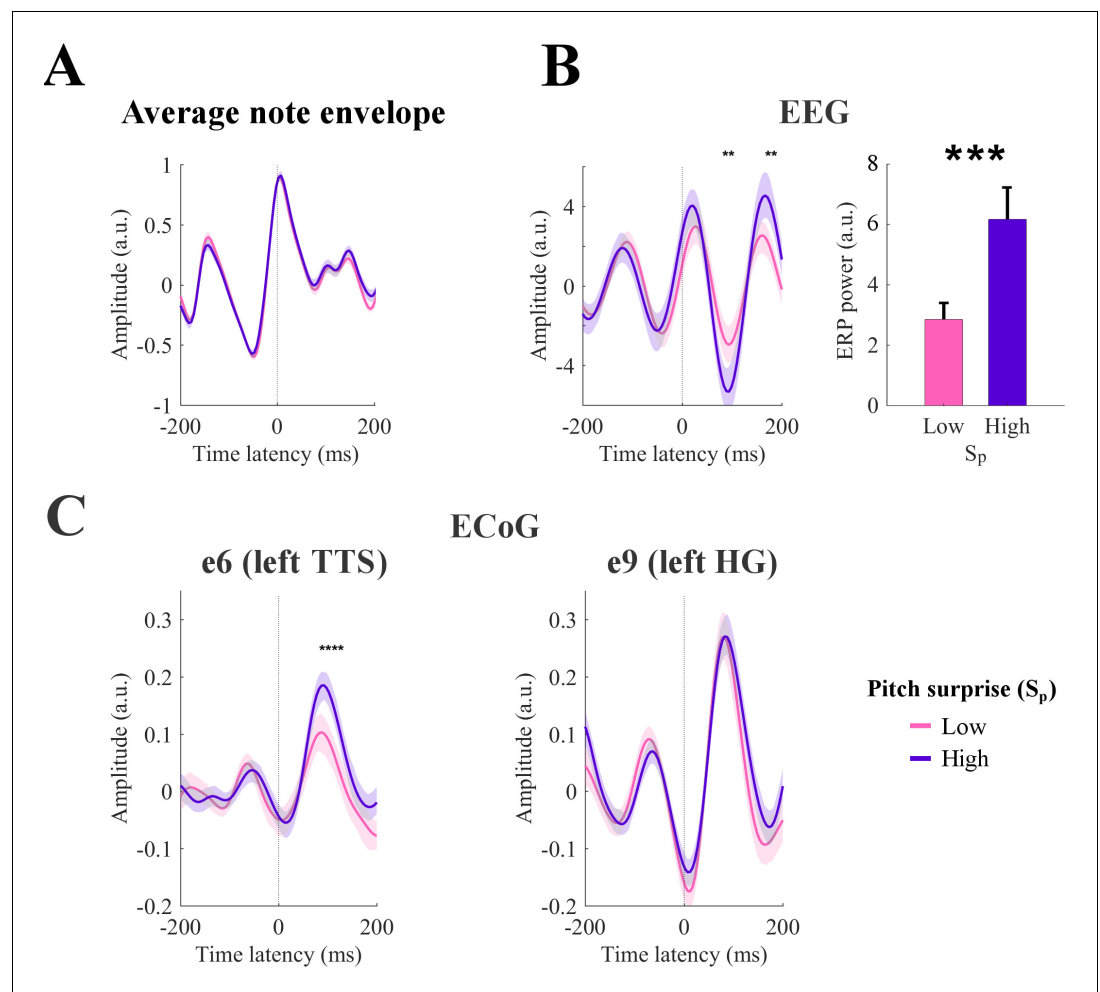 A
Average note envelope
1
0.5
0
-0.5
-1
-200 0 200
Amplitude (a.u.)
Time latency (ms)
B
EEG
** **
4
0
-4
-200 0 200
Amplitude (a.u.)
Time latency (ms)
***
8
6
4
2
0
ERP power (a.u.)
Low High
Sp
C
ECoG
e6 (left TTS)
****
0.3
0.2
0.1
0
-0.1
-0.2
-200 0 200
Amplitude (a.u.)
Time latency (ms)
e9 (left HG)
0.3
0.2
0.1
0
-0.1
-0.2
-200 0 200
Amplitude (a.u.)
Time latency (ms)
Pitch surprise (Sp)
Low
High